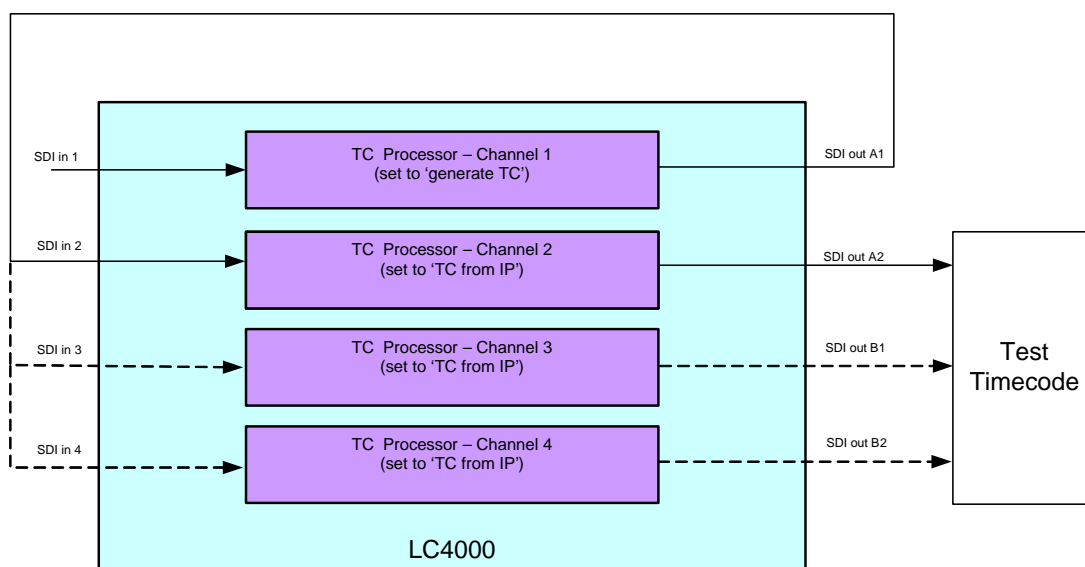 SDI in 1
TC Processor – Channel 1
(set to 'generate TC')
SDI out A1
SDI in 2
TC Processor – Channel 2
(set to 'TC from IP')
SDI out A2
SDI in 3
TC Processor – Channel 3
(set to 'TC from IP')
SDI out B1
SDI in 4
TC Processor – Channel 4
(set to 'TC from IP')
SDI out B2
Test
Timecode
LC4000